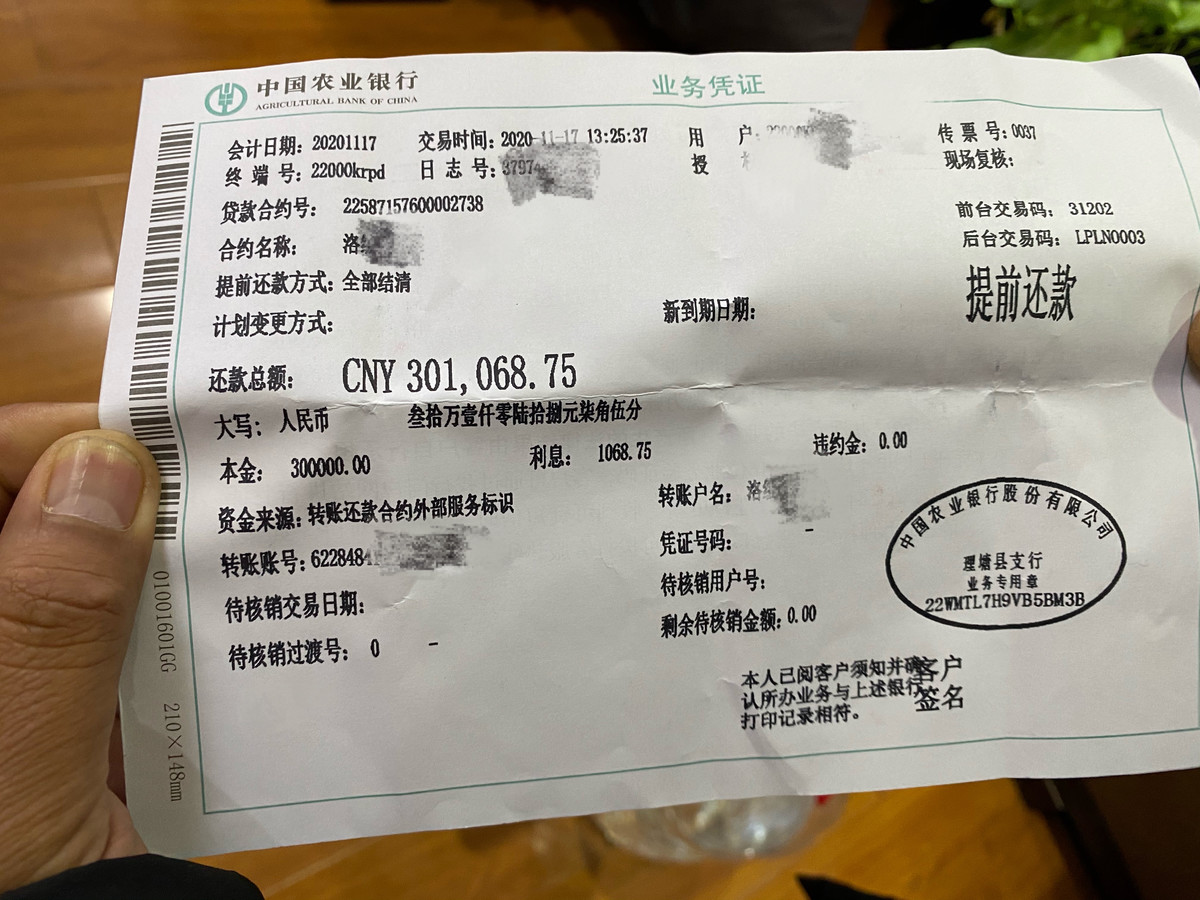 中国农业银行
AGRICULTURAL BANK OF CHINA
业务凭证
会计日期: 20201117 交易时间: 2020-11-17 13:25:37 用 户: 传票号: 0037
终端号: 22000krpd 日志号: 授 现场复核:
贷款合约号: 22587157600002738 前台交易码: 31202
合约名称: 洛 后台交易码: LPLN0003
提前还款方式: 全部结清 提前还款
计划变更方式: 新到期日期:
还款总额: CNY 301,068.75
大写: 人民币 叁拾万壹仟零陆拾捌元柒角伍分
本金: 300000.00 利息: 1068.75 违约金: 0.00
资金来源: 转账还款合约外部服务标识 转账户名: 洛
转账账号: 622848 凭证号码: -
待核销交易日期: 待核销用户号:
待核销过渡号: 0 - 剩余待核销金额: 0.00
中国农业银行股份有限公司
理塘县支行
业务专用章
22WMTL7H9VB5BM3B
本人已阅客户须知并确
认所办业务与上述银行
打印记录相符。
客户
签名
01001601GG 210×148mm